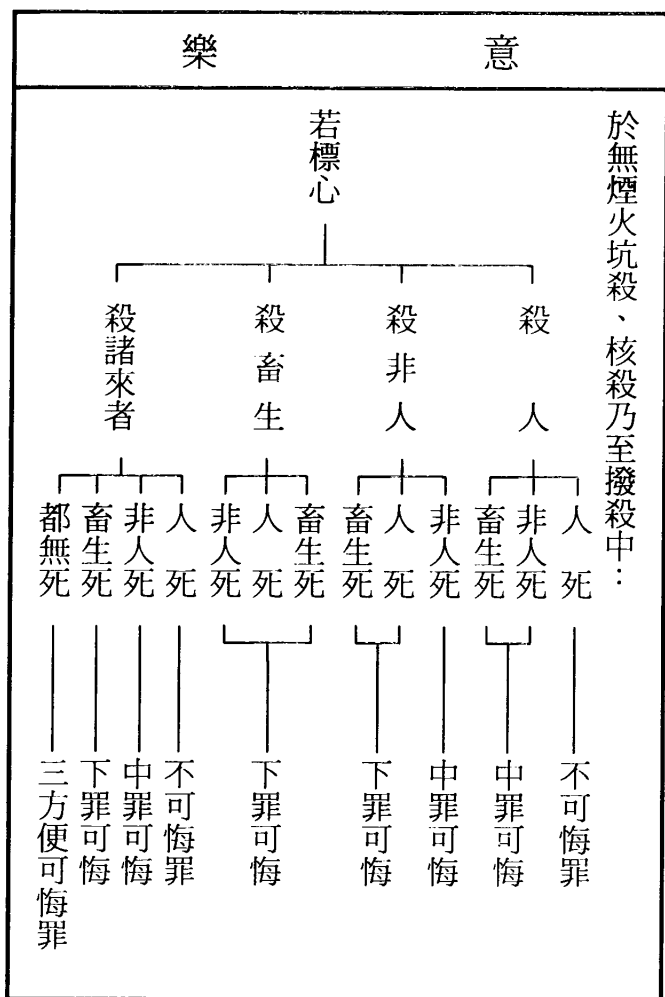 意樂
於無煙火坑殺、核殺乃至撥殺中：
若標心
殺人
人死
不可悔罪
非人死
畜生死
中罪可悔
殺非人
非人死
中罪可悔
人死
畜生死
下罪可悔
殺畜生
畜生死
人死
非人死
下罪可悔
殺諸來者
人死
不可悔罪
非人死
中罪可悔
畜生死
下罪可悔
都無死
三方便可悔罪